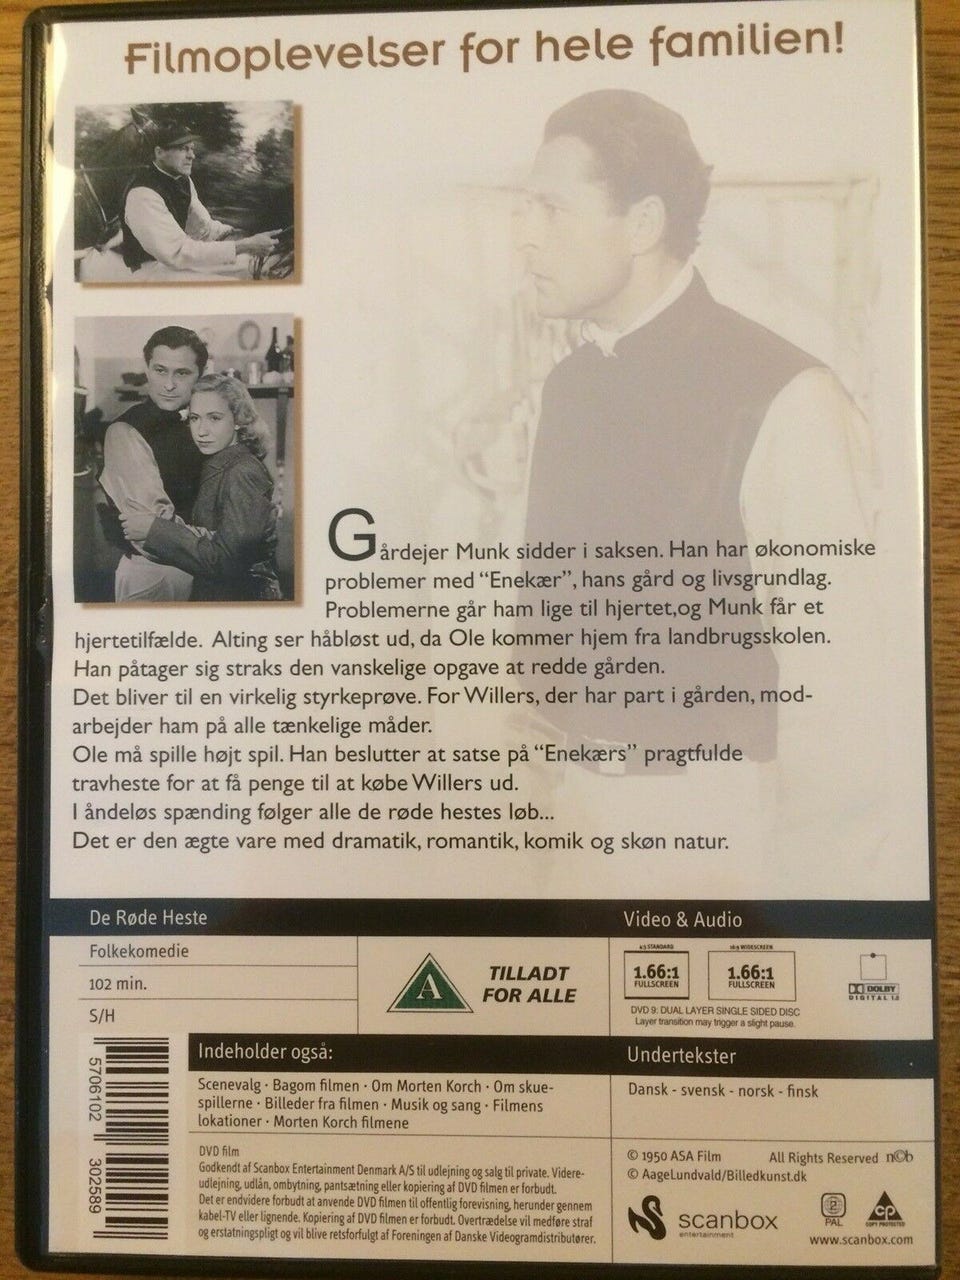 Filmoplevelser for hele familien!
Gårdejer Munk sidder i saksen. Han har økonomiske
problemer med “Enekær”, hans gård og livsgrundlag.
Problemerne går ham lige til hjertet,og Munk får et
hjertetilfælde. Alting ser håbløst ud, da Ole kommer hjem fra landbrugsskolen.
Han påtager sig straks den vanskelige opgave at redde gården.
Det bliver til en virkelig styrkeprøve. For Willers, der har part i gården, mod-
arbejder ham på alle tænkelige måder.
Ole må spille højt spil. Han beslutter at satse på “Enekærs” pragtfulde
travheste for at få penge til at købe Willers ud.
I åndeløs spænding følger alle de røde hestes løb...
Det er den ægte vare med dramatik, romantik, komik og skøn natur.
De Røde Heste
Folkekomedie
102 min.
S/H
A
TILLADT
FOR ALLE
Video & Audio
4:3 STANDARD
1.66:1
FULLSCREEN
16:9 WIDESCREEN
1.66:1
FULLSCREEN
DOLBY
DIGITAL 1.0
DVD 9: DUAL LAYER SINGLE SIDED DISC
Layer transition may trigger a slight pause.
5706102 302589
Indeholder også:
Scenevalg · Bagom filmen · Om Morten Korch · Om skue-
spillerne · Billeder fra filmen · Musik og sang · Filmens
lokationer · Morten Korch filmene
DVD film
Godkendt af Scanbox Entertainment Denmark A/S til udlejning og salg til private. Videre-
udlejning, udlån, ombytning, pantsætning eller kopiering af DVD filmen er forbudt.
Det er endvidere forbudt at anvende DVD filmen til offentlig forevisning, herunder gennem
kabel-TV eller lignende. Kopiering af DVD filmen er forbudt. Overtrædelse vil medføre straf
og erstatningspligt og vil blive retsforfulgt af Foreningen af Danske Videogramdistributører.
Undertekster
Dansk - svensk - norsk - finsk
© 1950 ASA Film All Rights Reserved n©b
© AageLundvald/Billedkunst.dk
scanbox
entertainment
2
PAL
CP
COPY PROTECTED
www.scanbox.com